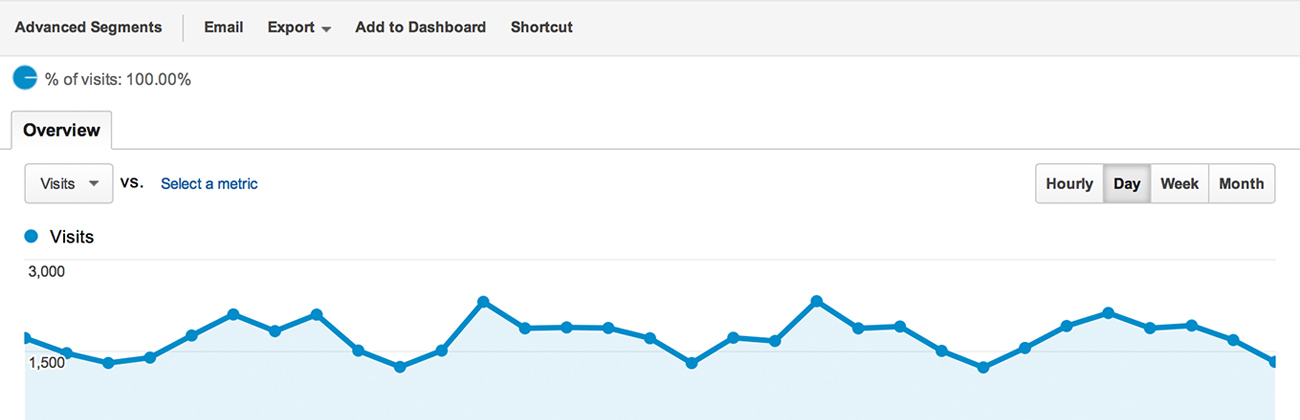 Advanced Segments Email Export Add to Dashboard Shortcut
% of visits: 100.00%
Overview
Visits VS. Select a metric Hourly Day Week Month
Visits
3,000
1,500